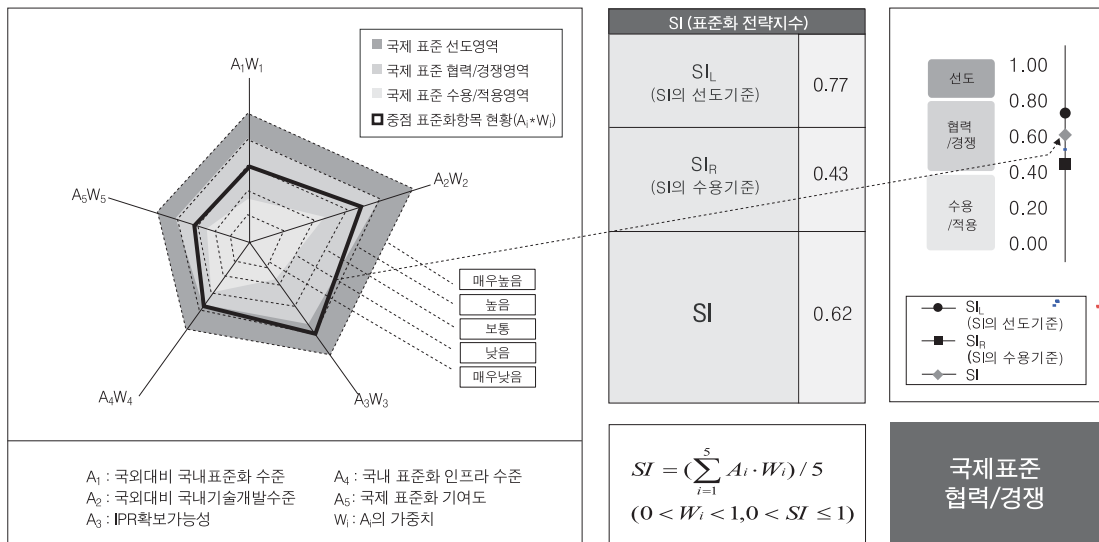 국제 표준 선도영역
국제 표준 협력/경쟁영역
국제 표준 수용/적용영역
중점 표준화항목 현황(Aᵢ*Wᵢ)
A₁W₁
A₂W₂
A₅W₅
A₄W₄
A₃W₃
매우높음
높음
보통
낮음
매우낮음
A₁ : 국외대비 국내표준화 수준
A₂ : 국외대비 국내기술개발수준
A₃ : IPR확보가능성
A₄ : 국내 표준화 인프라 수준
A₅ : 국제 표준화 기여도
Wᵢ : Aᵢ의 가중치
SI (표준화 전략지수)
SI_L
(SI의 선도기준)
0.77
SI_R
(SI의 수용기준)
0.43
SI
0.62
SI = (∑_{i=1}^{5} Aᵢ · Wᵢ) / 5
(0 < Wᵢ < 1,0 < SI ≤ 1)
선도
협력
/경쟁
수용
/적용
1.00
0.80
0.60
0.40
0.20
0.00
SI_L
(SI의 선도기준)
SI_R
(SI의 수용기준)
SI
국제표준
협력/경쟁